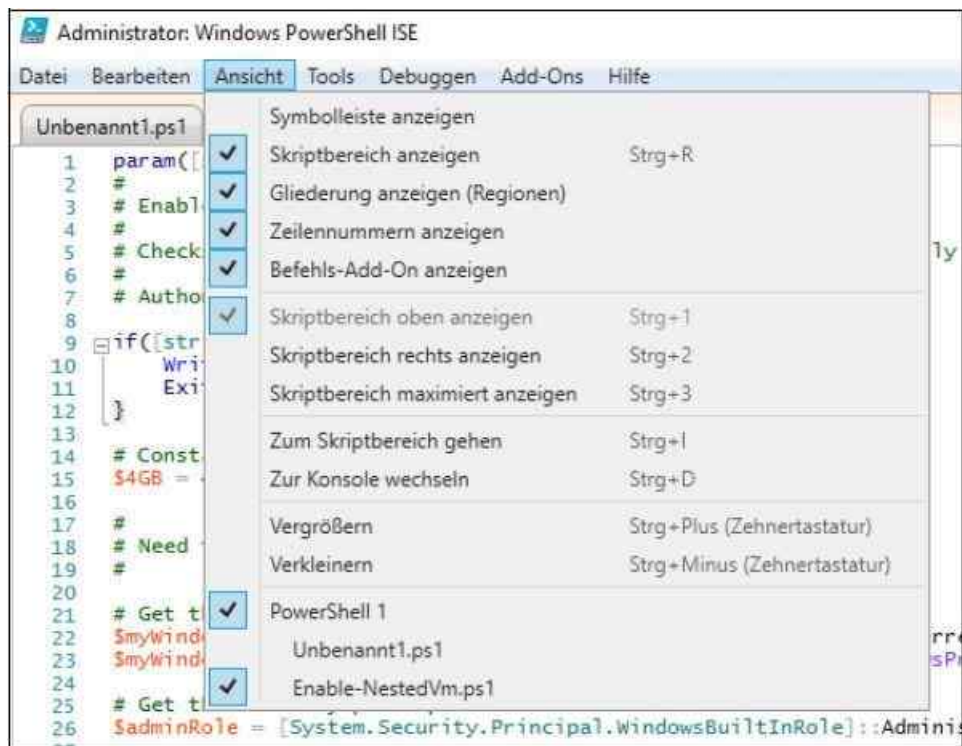 Administrator: Windows PowerShell ISE
Datei Bearbeiten Ansicht Tools Debuggen Add-Ons Hilfe
Symbolleiste anzeigen
Unbenannt1.ps1
Skriptbereich anzeigen Strg+R
Gliederung anzeigen (Regionen)
Zeilennummern anzeigen
Befehls-Add-On anzeigen
Skriptbereich oben anzeigen Strg+1
Skriptbereich rechts anzeigen Strg+2
Skriptbereich maximiert anzeigen Strg+3
Zum Skriptbereich gehen Strg+I
Zur Konsole wechseln Strg+D
Vergrößern Strg+Plus (Zehnertastatur)
Verkleinern Strg+Minus (Zehnertastatur)
PowerShell 1
Unbenannt1.ps1
Enable-NestedVm.ps1
1 param([
2 #
3 # Enabl
4 #
5 # Check ly
6 #
7 # Autho
8
9 if([str
10 Wri
11 Exi
12 }
13
14 # Const
15 $4GB =
16
17 #
18 # Need
19 #
20
21 # Get t
22 $myWind rre
23 $myWind sPr
24
25 # Get t
26 $adminRole = [System.Security.Principal.WindowsBuiltInRole]::Adminis